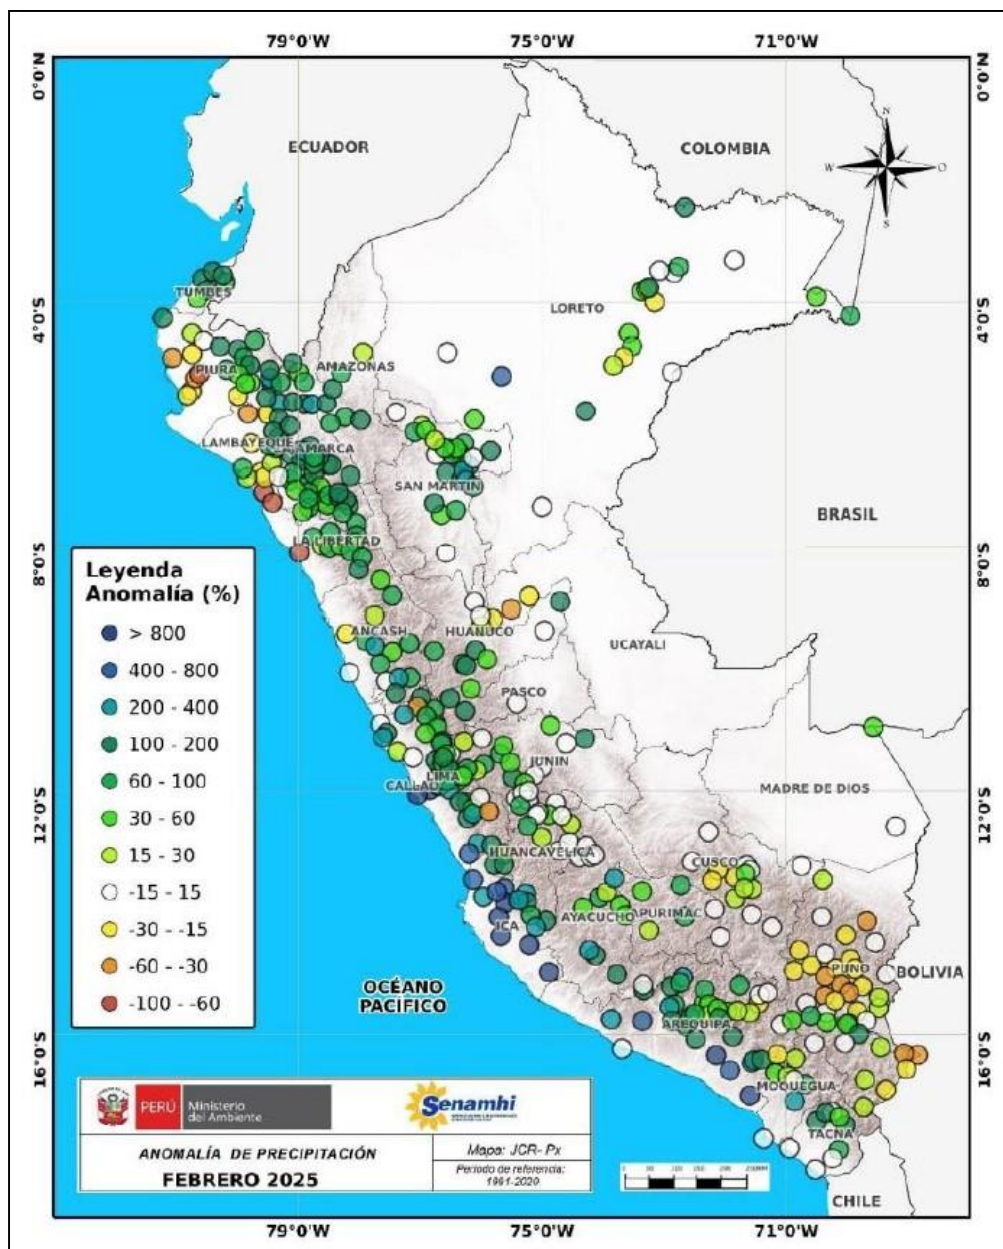 79°0'W 75°0'W 71°0'W
0°0'N 0°0'N
ECUADOR
COLOMBIA
N
W O
S
TUMBES
LORETO
4°0'S 4°0'S
PIURA
AMAZONAS
LAMBAYEQUE
CAJAMARCA
SAN MARTIN
BRASIL
LA LIBERTAD
8°0'S 8°0'S
Leyenda
Anomalía (%)
> 800
400 - 800
200 - 400
100 - 200
60 - 100
30 - 60
15 - 30
-15 - 15
-30 - -15
-60 - -30
-100 - -60
ANCASH
HUANUCO
UCAYALI
PASCO
JUNIN
LIMA
CALLAO
MADRE DE DIOS
12°0'S 12°0'S
HUANCAVELICA
CUSCO
AYACUCHO
APURIMAC
ICA
PUNO
BOLIVIA
OCÉANO
PACÍFICO
AREQUIPA
16°0'S 16°0'S
MOQUEGUA
TACNA
CHILE
PERÚ
Ministerio
del Ambiente
Senamhi
ANOMALÍA DE PRECIPITACIÓN
FEBRERO 2025
Mapa: JCR- Px
Periodo de referencia:
1991-2020
79°0'W 75°0'W 71°0'W